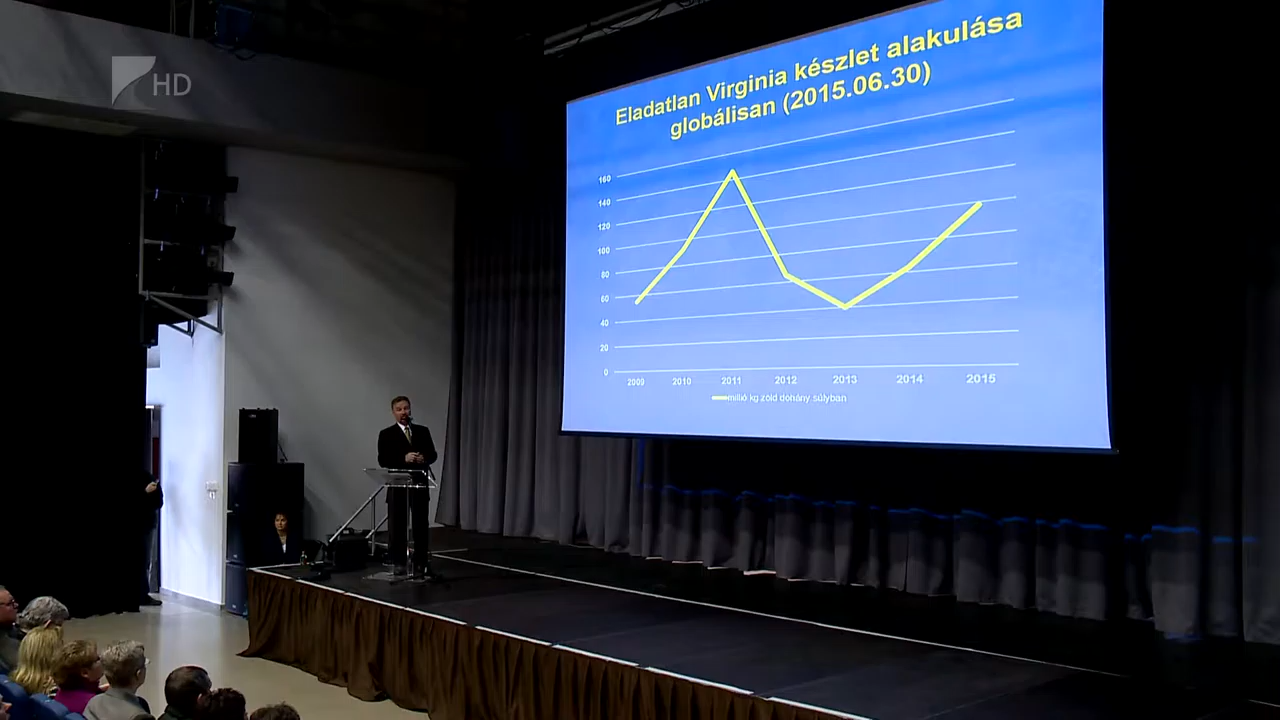 HD
Eladatlan Virginia készlet alakulása
globálisan (2015.06.30)
160
140
120
100
80
60
40
20
0
2009 2010 2011 2012 2013 2014 2015
millió kg zöld dohány súlyban